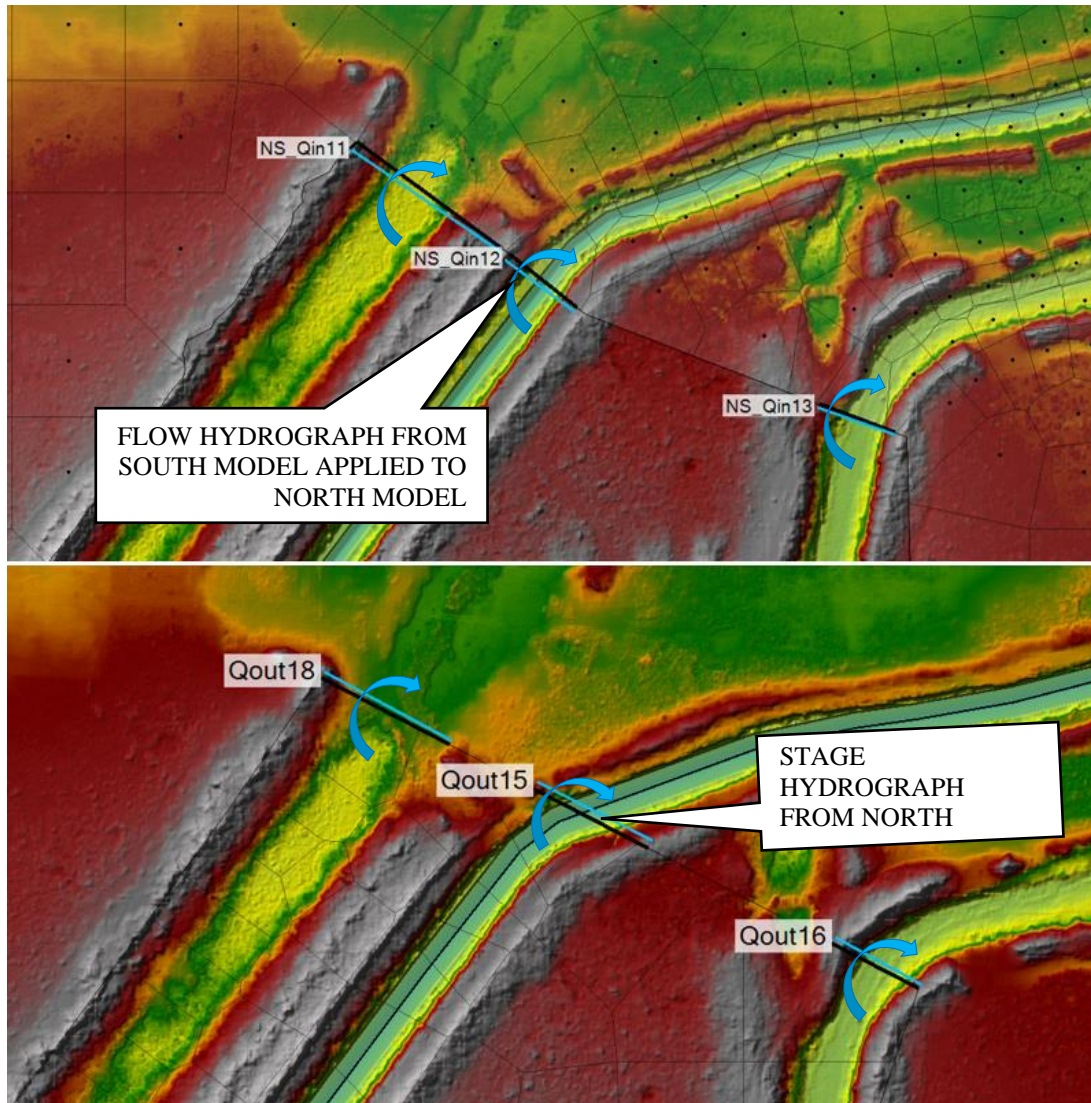 NS_Qin11
NS_Qin12
NS_Qin13
FLOW HYDROGRAPH FROM
SOUTH MODEL APPLIED TO
NORTH MODEL
Qout18
Qout15
STAGE
HYDROGRAPH
FROM NORTH
Qout16